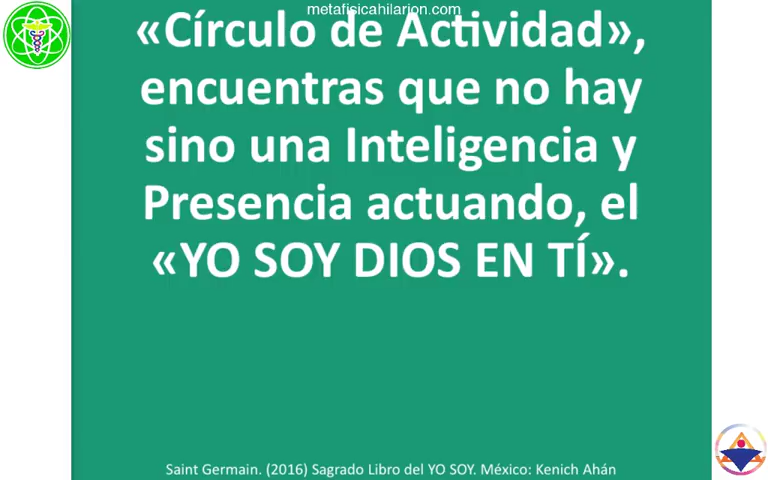 metafisicahilarion.com
«Círculo de Actividad»,
encuentras que no hay
sino una Inteligencia y
Presencia actuando, el
«YO SOY DIOS EN TÍ».
Saint Germain. (2016) Sagrado Libro del YO SOY. México: Kenich Ahán